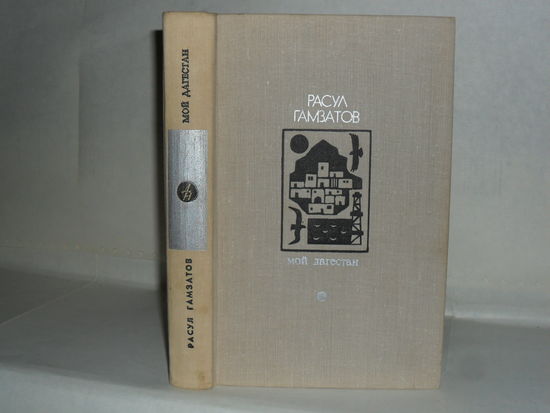 МОЙ ДАГЕСТАН
РАСУЛ ГАМЗАТОВ
РАСУЛ
ГАМЗАТОВ
мой дагестан